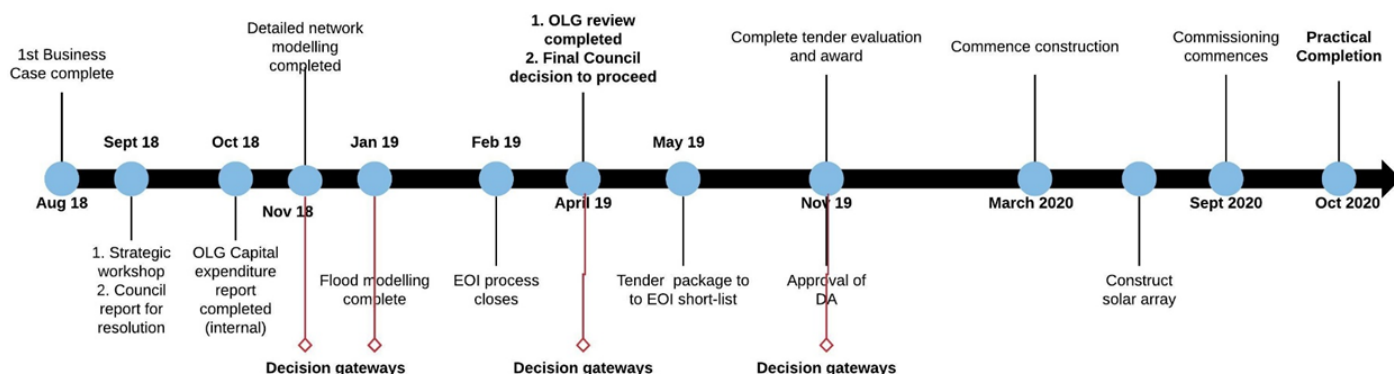 1st Business
Case complete
Detailed network
modelling
completed
1. OLG review
completed
2. Final Council
decision to proceed
Complete tender evaluation
and award
Commence construction
Commissioning
commences
Practical
Completion
Sept 18
Oct 18
Jan 19
Feb 19
May 19
Aug 18
Nov 18
April 19
Nov 19
March 2020
Sept 2020
Oct 2020
1. Strategic
workshop
2. Council
report for
resolution
OLG Capital
expenditure
report
completed
(internal)
Flood modelling
complete
EOI process
closes
Tender package to
to EOI short-list
Approval of
DA
Construct
solar array
Decision gateways
Decision gateways
Decision gateways